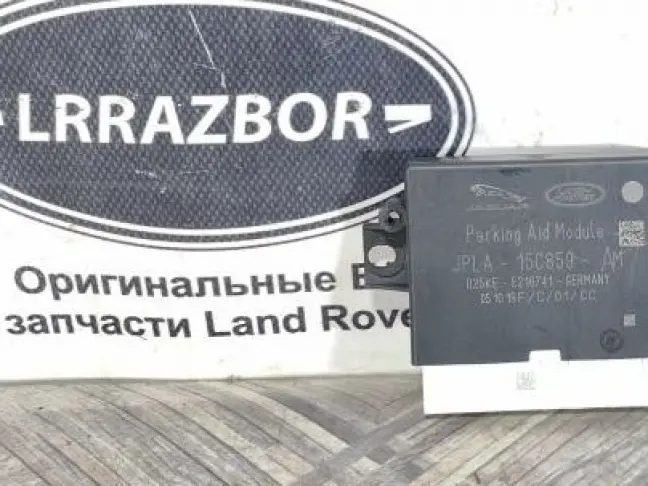 LRRAZBOR
Оригинальные Б
запчасти Land Rove
Parking Aid Module
JPLA - 15C859 - AM
GERMANY